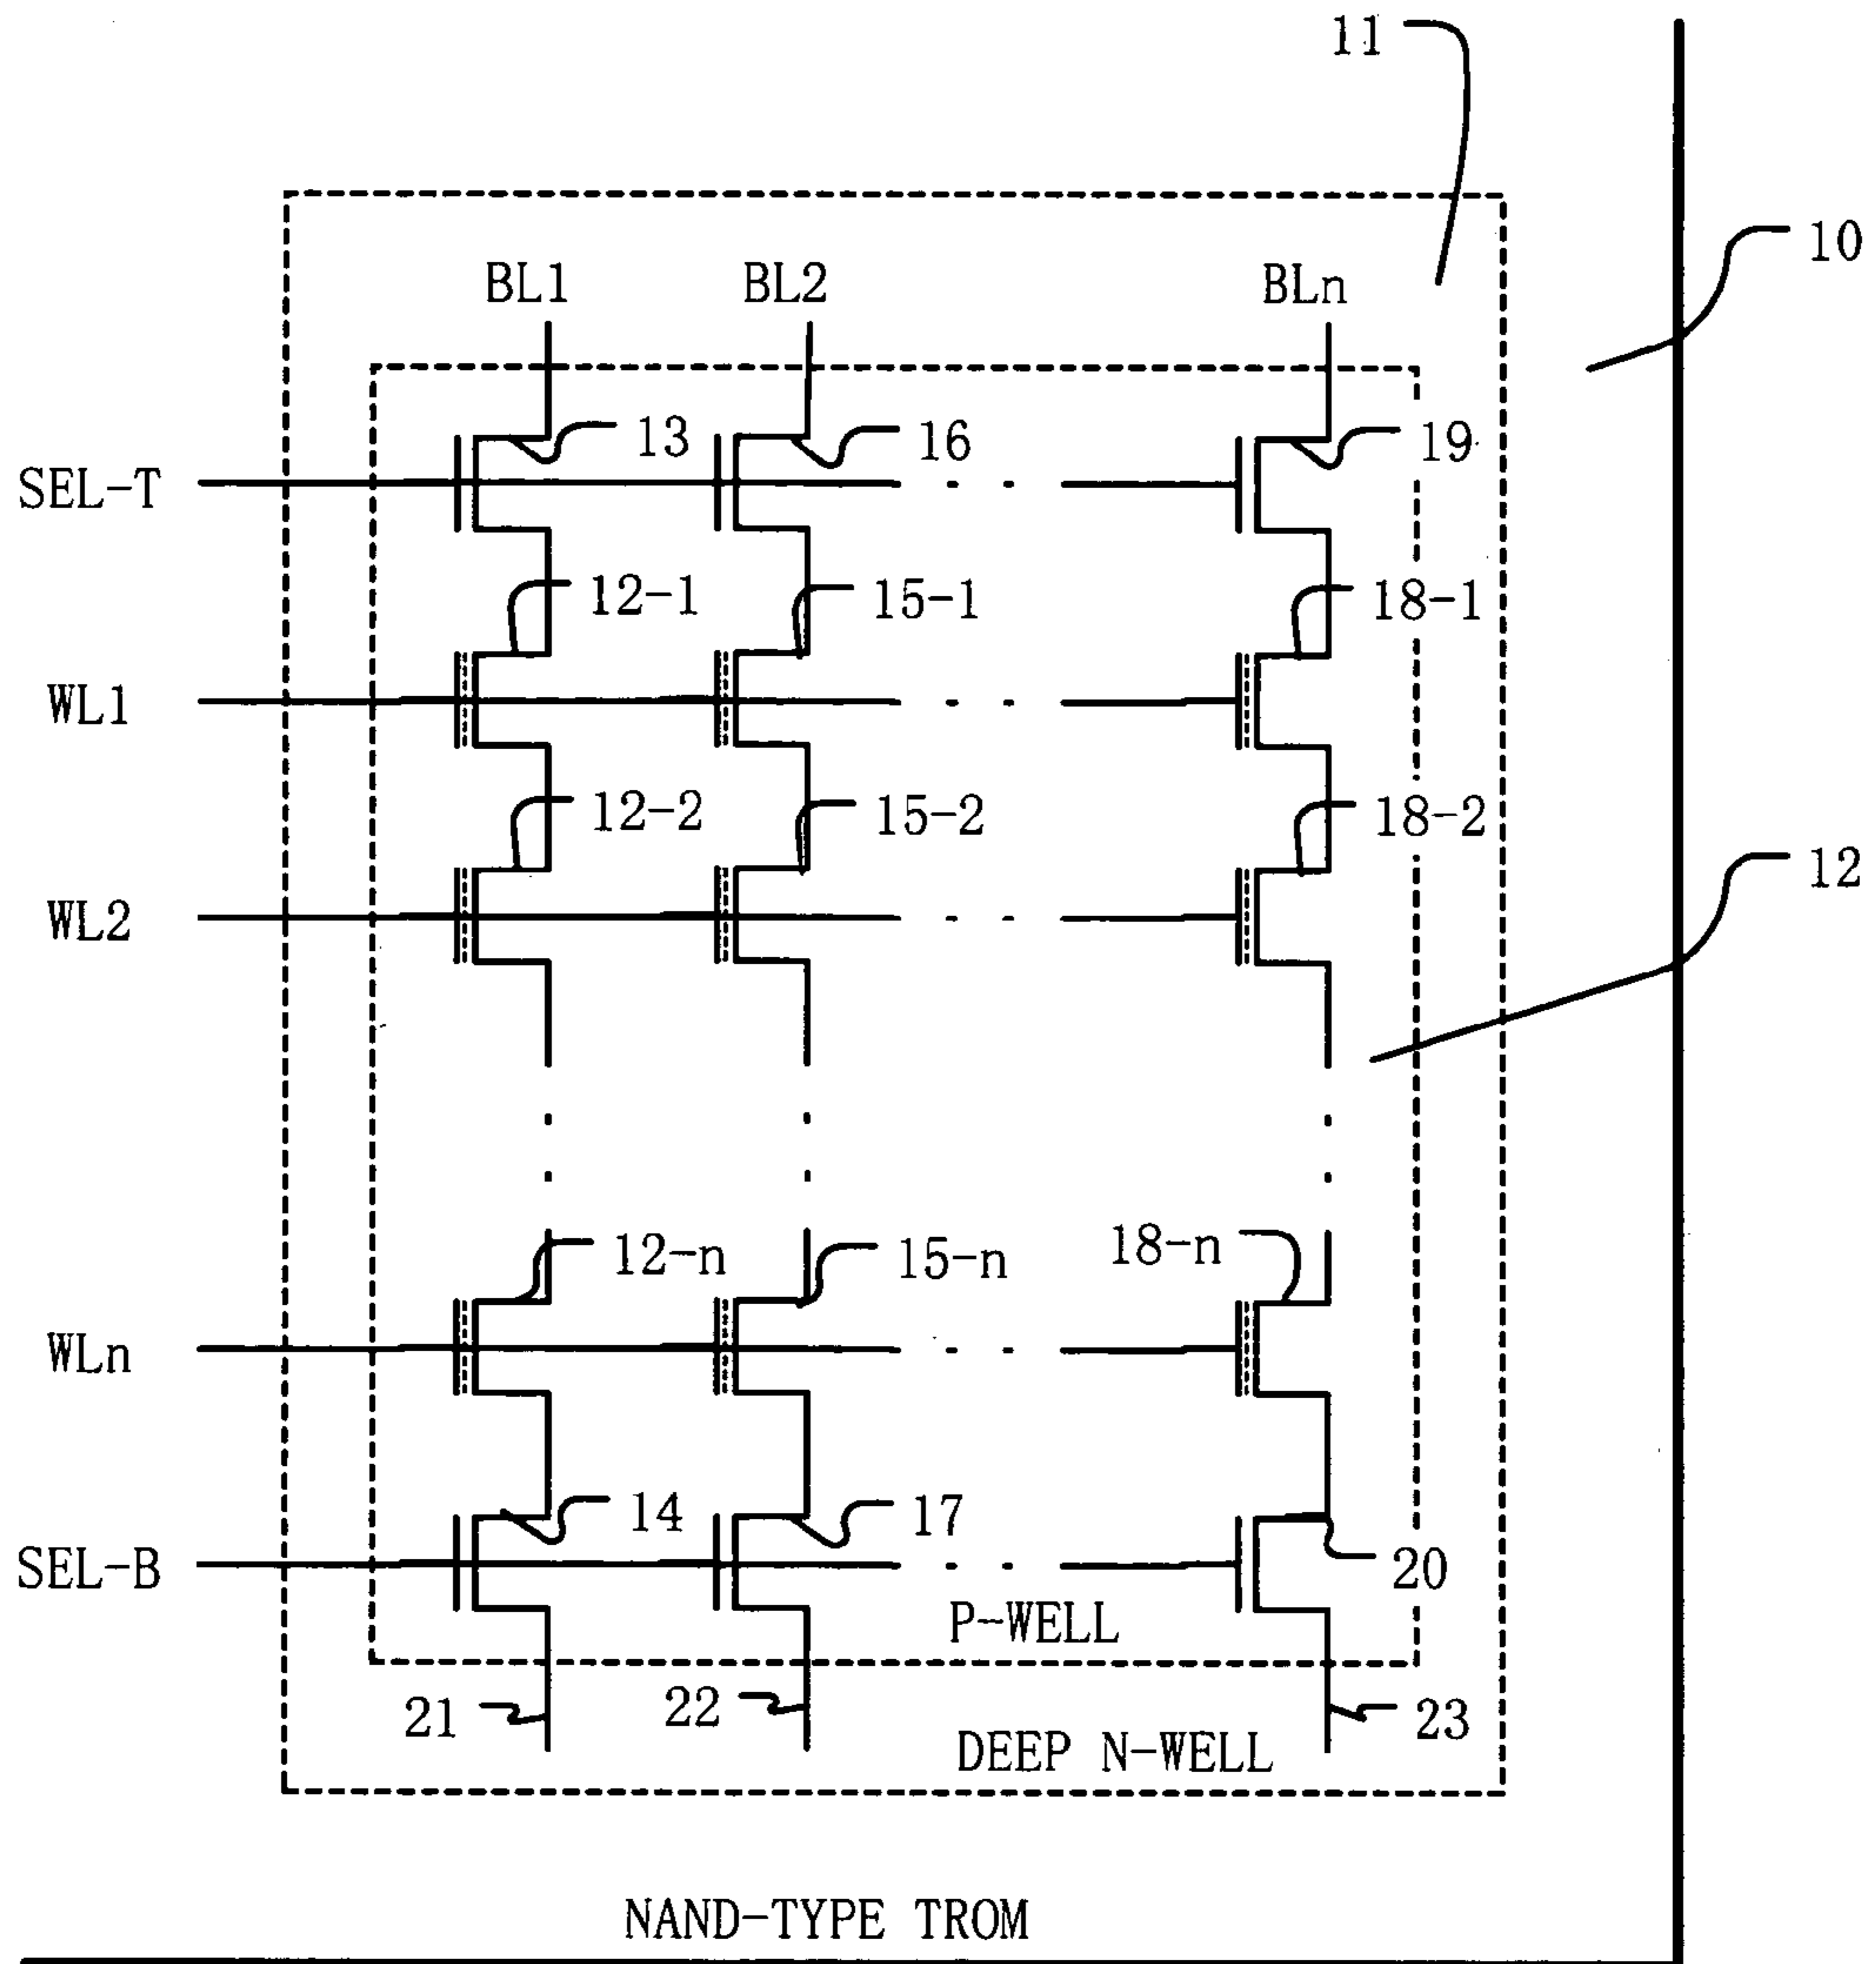 11
10
BL1 BL2 BLn
SEL-T 13 16 19
12-1 15-1 18-1
WL1
12-2 15-2 18-2
12
WL2
12-n 15-n 18-n
WLn
14 17 20
SEL-B
P-WELL
21 22 23
DEEP N-WELL
NAND-TYPE TROM